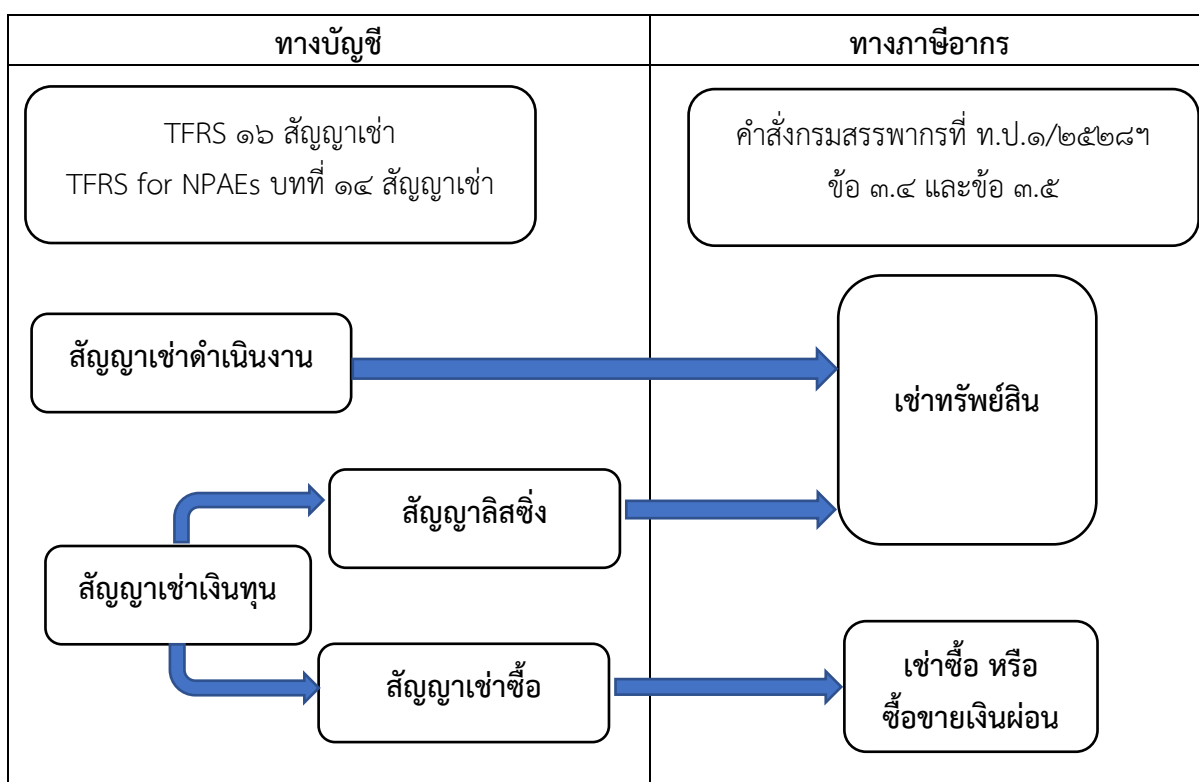 ทางบัญชี
ทางภาษีอากร
TFRS ๑๖ สัญญาเช่า
TFRS for NPAEs บทที่ ๑๔ สัญญาเช่า
คำสั่งกรมสรรพากรที่ ท.ป.๑/๒๕๒๘ฯ
ข้อ ๓.๔ และข้อ ๓.๕
สัญญาเช่าดำเนินงาน
เช่าทรัพย์สิน
สัญญาลิสซิ่ง
สัญญาเช่าเงินทุน
สัญญาเช่าซื้อ
เช่าซื้อ หรือ
ซื้อขายเงินผ่อน